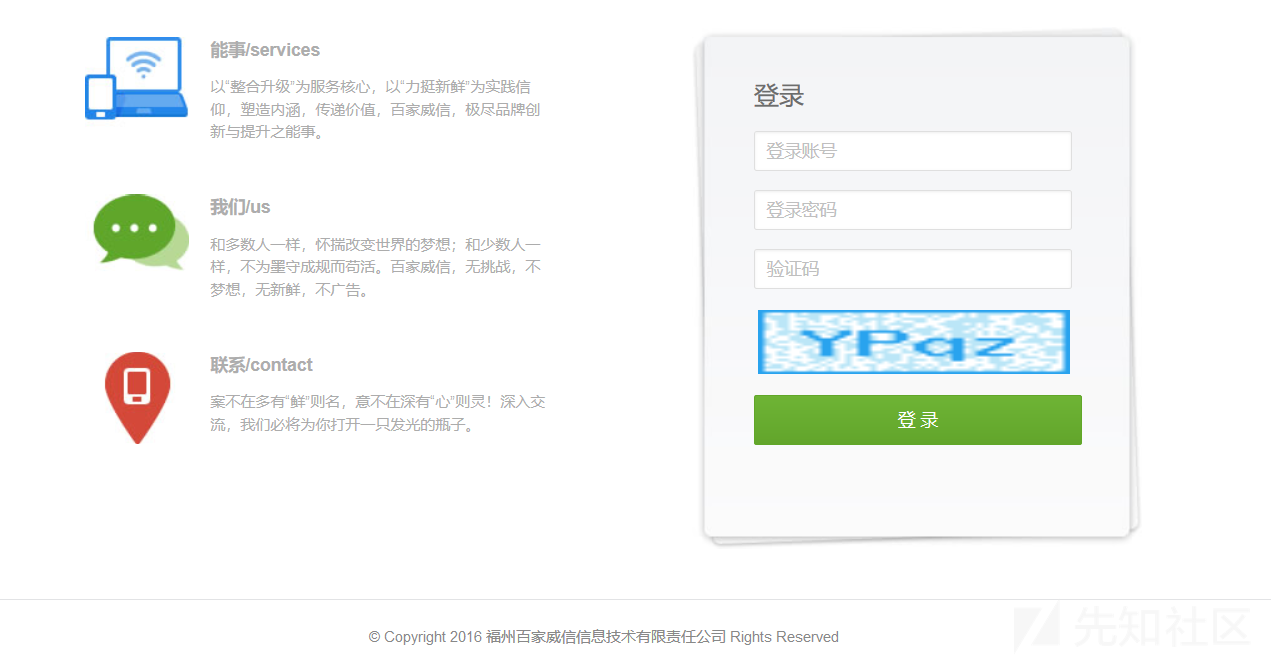 能事/services
以“整合升级”为服务核心，以“力挺新鲜”为实践信
仰，塑造内涵，传递价值，百家威信，极尽品牌创
新与提升之能事。
我们/us
和多数人一样，怀揣改变世界的梦想；和少数人一
样，不为墨守成规而苟活。百家威信，无挑战，不
梦想，无新鲜，不广告。
联系/contact
案不在多有“鲜”则名，意不在深有“心”则灵！深入交
流，我们必将为你打开一只发光的瓶子。
登录
登录账号
登录密码
验证码
YPqz
登录
© Copyright 2016 福州百家威信信息技术有限责任公司 Rights Reserved
先知社区